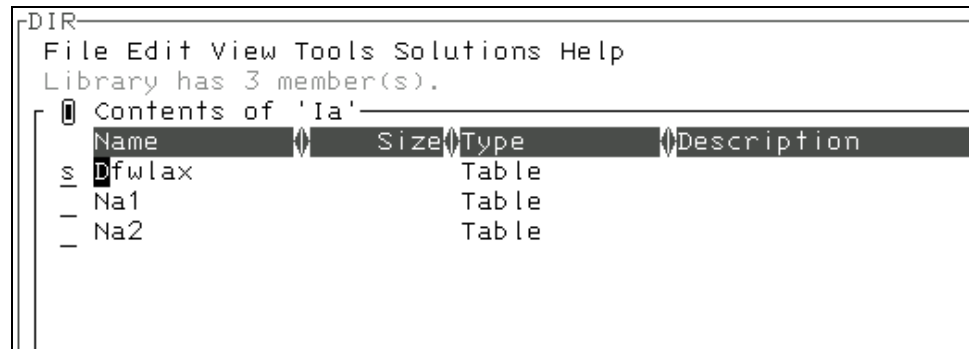 DIR
File Edit View Tools Solutions Help
Library has 3 member(s).
Contents of 'Ia'
Name Size Type Description
s Dfwlax Table
_ Na1 Table
_ Na2 Table